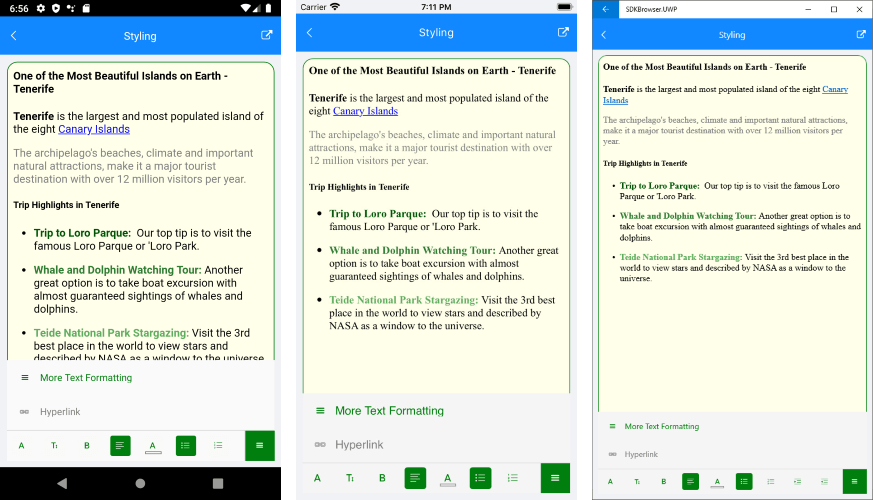 6:56
Styling
One of the Most Beautiful Islands on Earth -
Tenerife
Tenerife is the largest and most populated island of
the eight Canary Islands
The archipelago's beaches, climate and important
natural attractions, make it a major tourist
destination with over 12 million visitors per year.
Trip Highlights in Tenerife
• Trip to Loro Parque: Our top tip is to visit the
famous Loro Parque or 'Loro Park.
• Whale and Dolphin Watching Tour: Another
great option is to take boat excursion with
almost guaranteed sightings of whales and
dolphins.
• Teide National Park Stargazing: Visit the 3rd
best place in the world to view stars and
described by NASA as a window to the universe
More Text Formatting
Hyperlink
A TI B A
Carrier 7:11 PM
Styling
One of the Most Beautiful Islands on Earth - Tenerife
Tenerife is the largest and most populated island of the
eight Canary Islands
The archipelago's beaches, climate and important natural
attractions, make it a major tourist destination with over
12 million visitors per year.
Trip Highlights in Tenerife
• Trip to Loro Parque: Our top tip is to visit the
famous Loro Parque or 'Loro Park.
• Whale and Dolphin Watching Tour: Another great
option is to take boat excursion with almost
guaranteed sightings of whales and dolphins.
• Teide National Park Stargazing: Visit the 3rd best
place in the world to view stars and described by
NASA as a window to the universe.
More Text Formatting
Hyperlink
A TI B A
SDKBrowser.UWP
Styling
One of the Most Beautiful Islands on Earth - Tenerife
Tenerife is the largest and most populated island of the eight Canary
Islands
The archipelago's beaches, climate and important natural attractions,
make it a major tourist destination with over 12 million visitors per
year.
Trip Highlights in Tenerife
• Trip to Loro Parque: Our top tip is to visit the famous Loro
Parque or 'Loro Park.
• Whale and Dolphin Watching Tour: Another great option is to
take boat excursion with almost guaranteed sightings of whales and
dolphins.
• Teide National Park Stargazing: Visit the 3rd best place in the
world to view stars and described by NASA as a window to the
universe.
More Text Formatting
Hyperlink
A TI B A